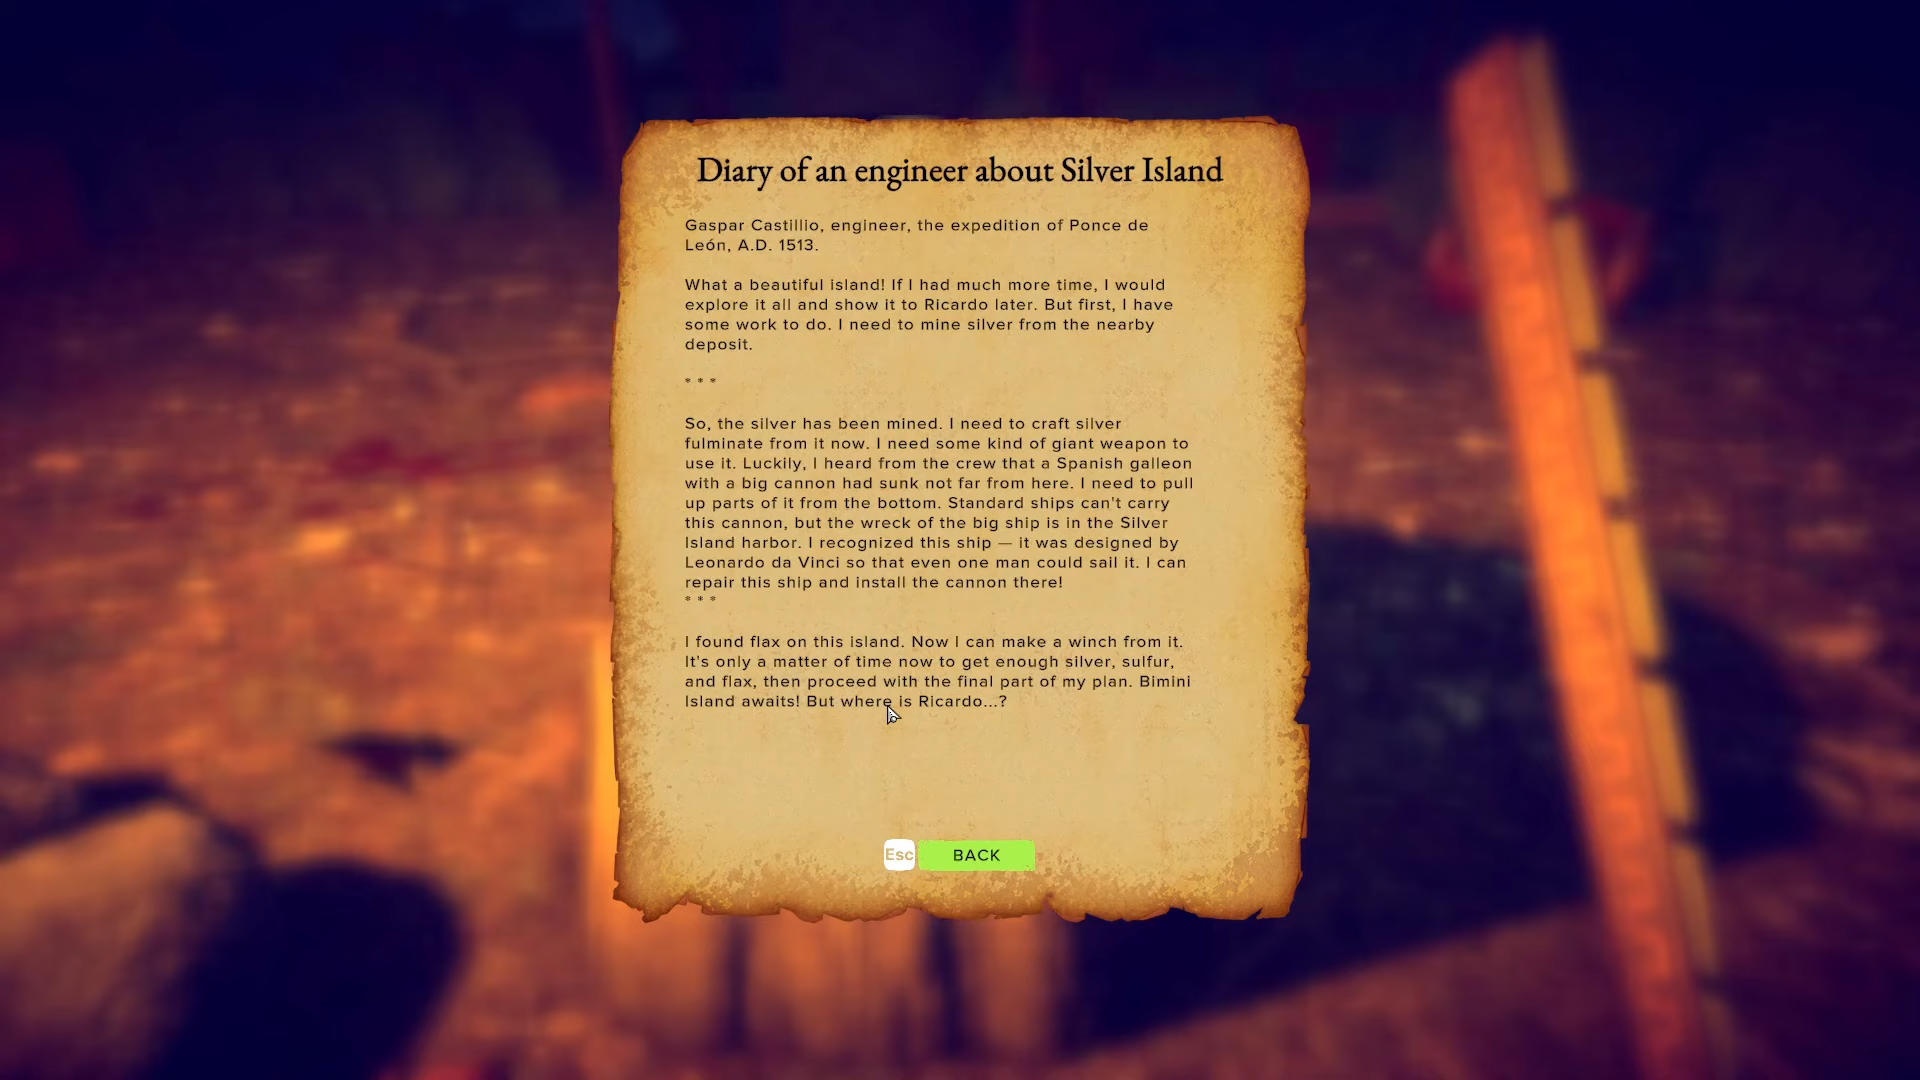 Diary of an engineer about Silver Island
Gaspar Castillio, engineer, the expedition of Ponce de
León, A.D. 1513.
What a beautiful island! If I had much more time, I would
explore it all and show it to Ricardo later. But first, I have
some work to do. I need to mine silver from the nearby
deposit.
* * *
So, the silver has been mined. I need to craft silver
fulminate from it now. I need some kind of giant weapon to
use it. Luckily, I heard from the crew that a Spanish galleon
with a big cannon had sunk not far from here. I need to pull
up parts of it from the bottom. Standard ships can't carry
this cannon, but the wreck of the big ship is in the Silver
Island harbor. I recognized this ship — it was designed by
Leonardo da Vinci so that even one man could sail it. I can
repair this ship and install the cannon there!
* * *
I found flax on this island. Now I can make a winch from it.
It's only a matter of time now to get enough silver, sulfur,
and flax, then proceed with the final part of my plan. Bimini
Island awaits! But where is Ricardo...?
Esc BACK